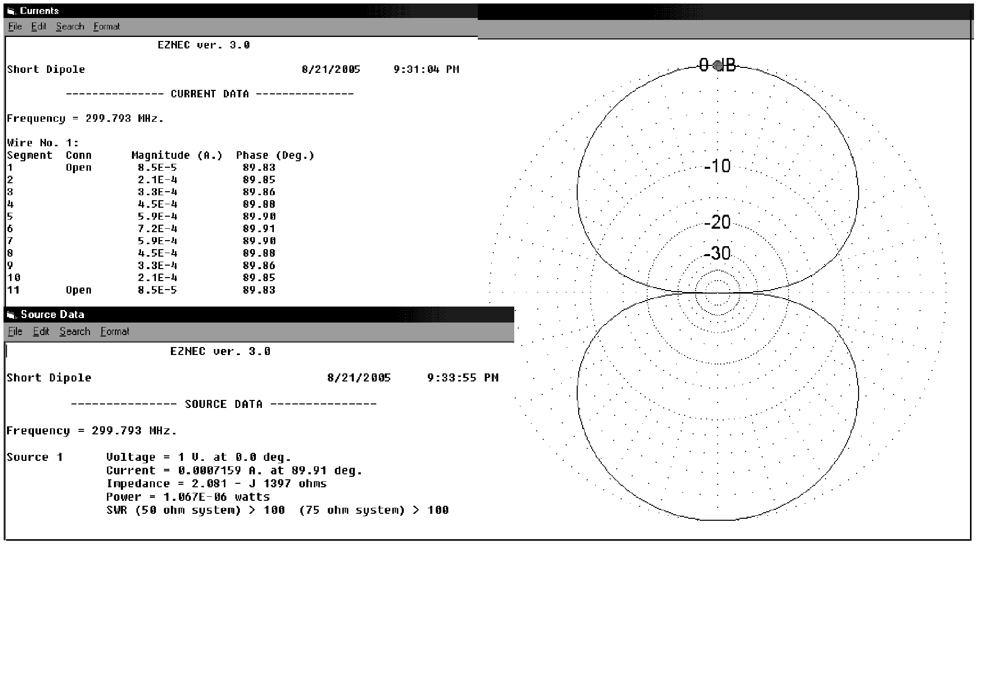 Currents
File Edit Search Format
EZNEC ver. 3.0
Short Dipole 8/21/2005 9:31:04 PM
--------------- CURRENT DATA ---------------
Frequency = 299.793 MHz.
Wire No. 1:
Segment Conn Magnitude (A.) Phase (Deg.)
1 Open 8.5E-5 89.83
2 2.1E-4 89.85
3 3.3E-4 89.86
4 4.5E-4 89.88
5 5.9E-4 89.90
6 7.2E-4 89.91
7 5.9E-4 89.90
8 4.5E-4 89.88
9 3.3E-4 89.86
10 2.1E-4 89.85
11 Open 8.5E-5 89.83
Source Data
File Edit Search Format
EZNEC ver. 3.0
Short Dipole 8/21/2005 9:33:55 PM
--------------- SOURCE DATA ---------------
Frequency = 299.793 MHz.
Source 1 Voltage = 1 V. at 0.0 deg.
Current = 0.0007159 A. at 89.91 deg.
Impedance = 2.081 - J 1397 ohms
Power = 1.067E-06 watts
SWR (50 ohm system) > 100 (75 ohm system) > 100
0 dB
-10
-20
-30